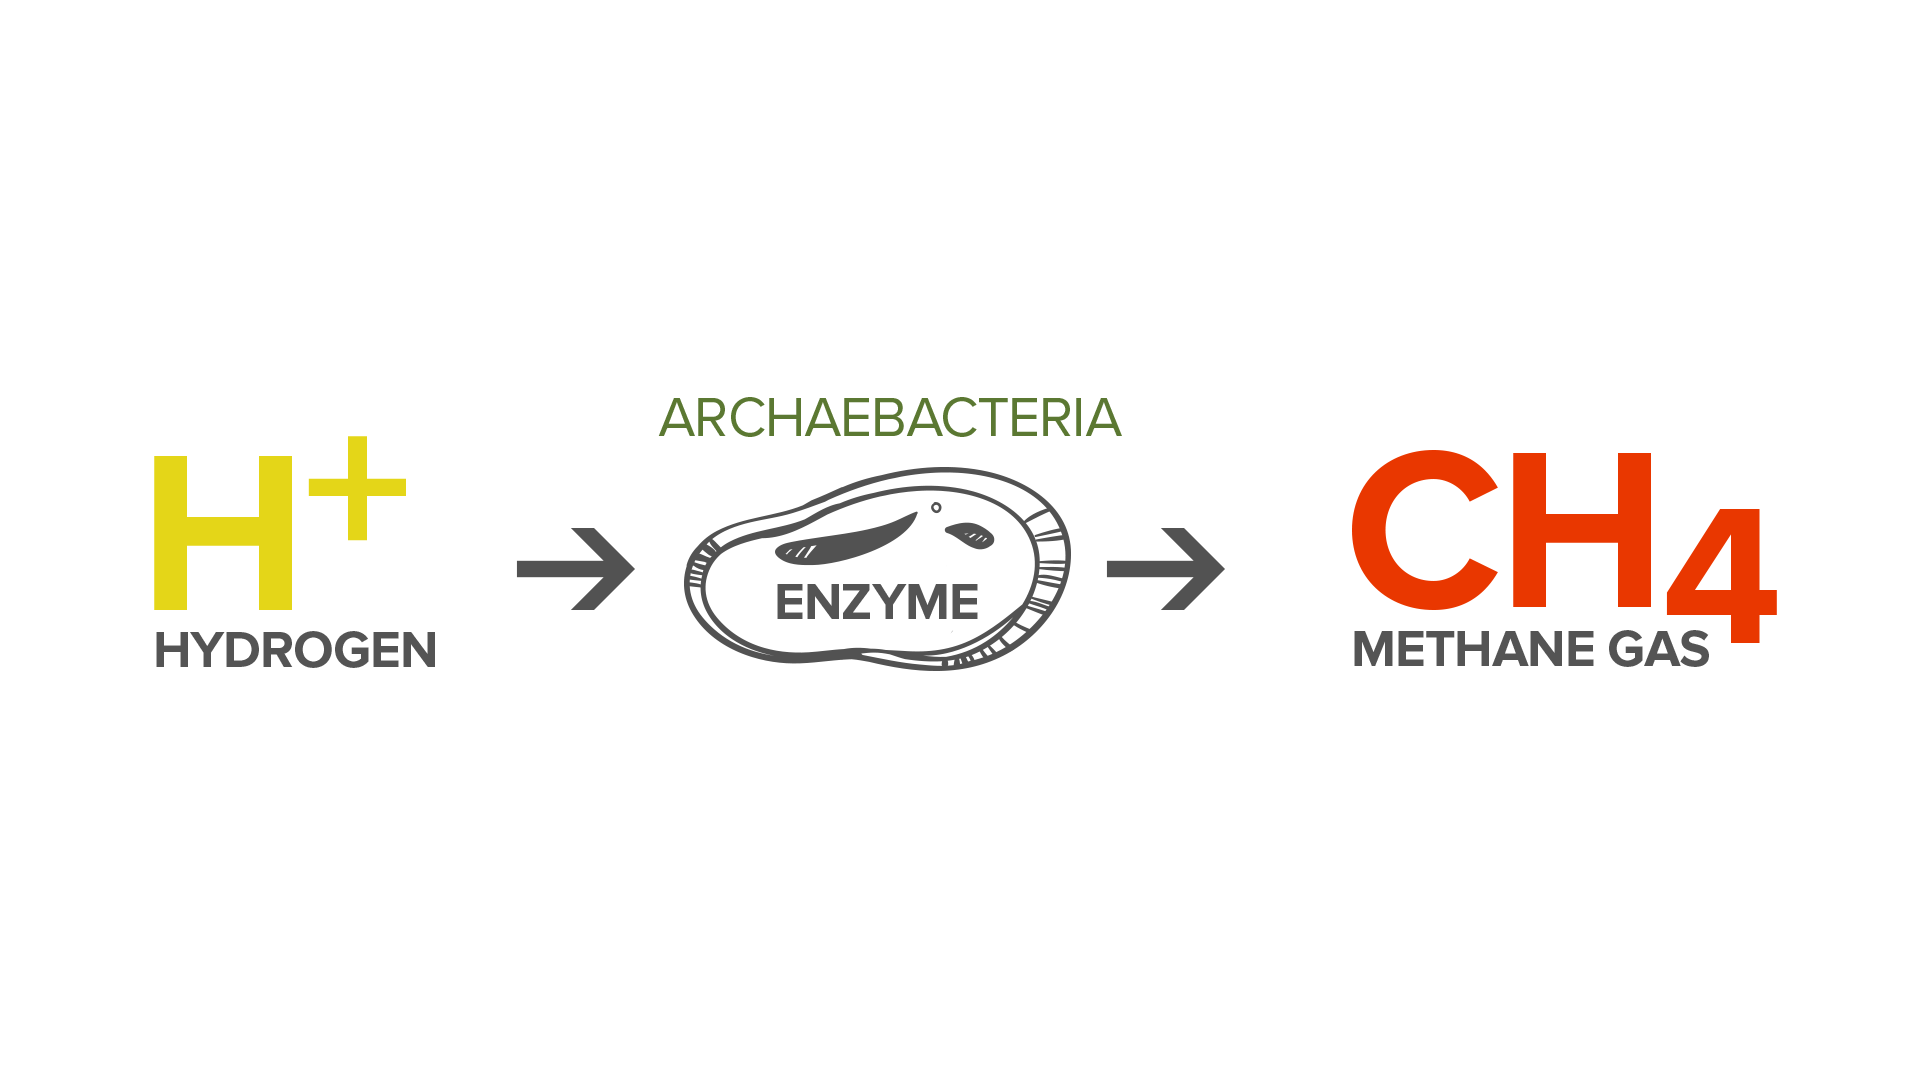 H+
HYDROGEN
ARCHAEBACTERIA
ENZYME
CH4
METHANE GAS